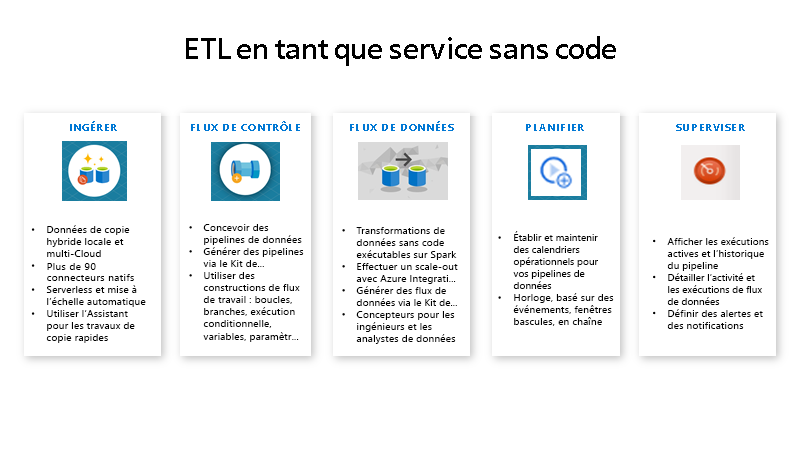 ETL en tant que service sans code
INGÉRER
• Données de copie
hybride locale et
multi-Cloud
• Plus de 90
connecteurs natifs
• Serverless et mise à
l'échelle automatique
• Utiliser l'Assistant
pour les travaux de
copie rapides
FLUX DE CONTRÔLE
• Concevoir des
pipelines de données
• Générer des pipelines
via le Kit de...
• Utiliser des
constructions de flux
de travail : boucles,
branches, exécution
conditionnelle,
variables, paramètr...
FLUX DE DONNÉES
• Transformations de
données sans code
exécutables sur Spark
• Effectuer un scale-out
avec Azure Integrati...
• Générer des flux de
données via le Kit de...
• Concepteurs pour les
ingénieurs et les
analystes de données
PLANIFIER
• Établir et maintenir
des calendriers
opérationnels pour
vos pipelines de
données
• Horloge, basé sur des
événements, fenêtres
bascules, en chaîne
SUPERVISER
• Afficher les exécutions
actives et l'historique
du pipeline
• Détailler l'activité et
les exécutions de flux
de données
• Définir des alertes et
des notifications